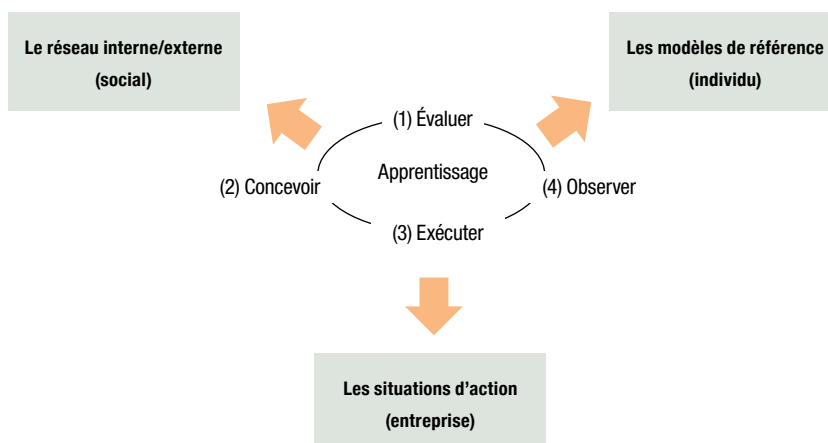 Le réseau interne/externe
(social)
Les modèles de référence
(individu)
(1) Évaluer
Apprentissage
(2) Concevoir
(4) Observer
(3) Exécuter
Les situations d’action
(entreprise)